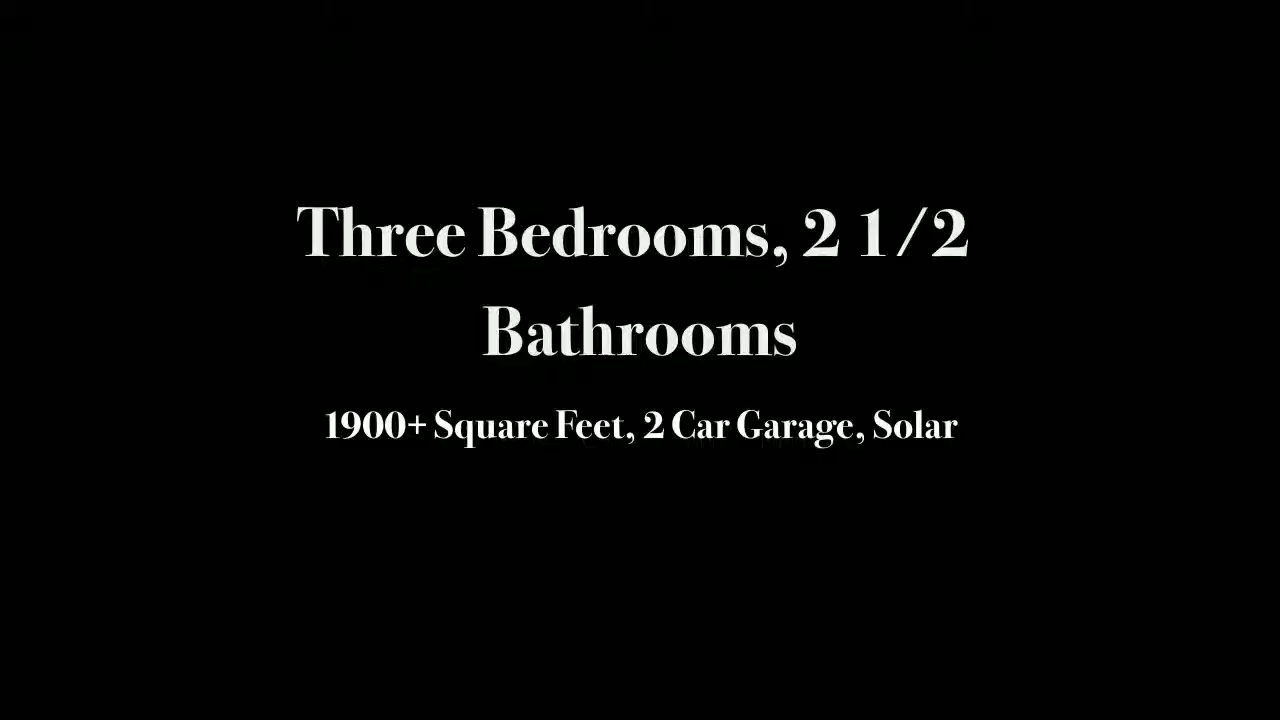 Three Bedrooms, 2 1/2
Bathrooms
1900+ Square Feet, 2 Car Garage, Solar